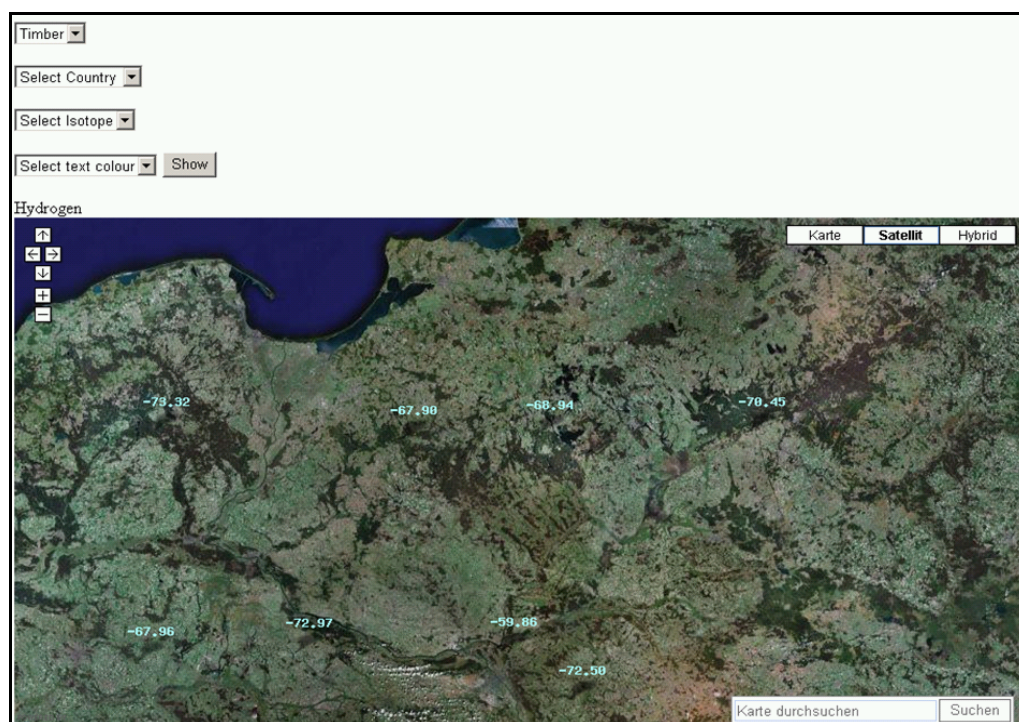 Timber
Select Country
Select Isotope
Select text colour Show
Hydrogen
Karte Satellit Hybrid
-73.32 -67.90 -68.94 -70.45
-67.96 -72.97 -59.86
-72.50
Karte durchsuchen Suchen